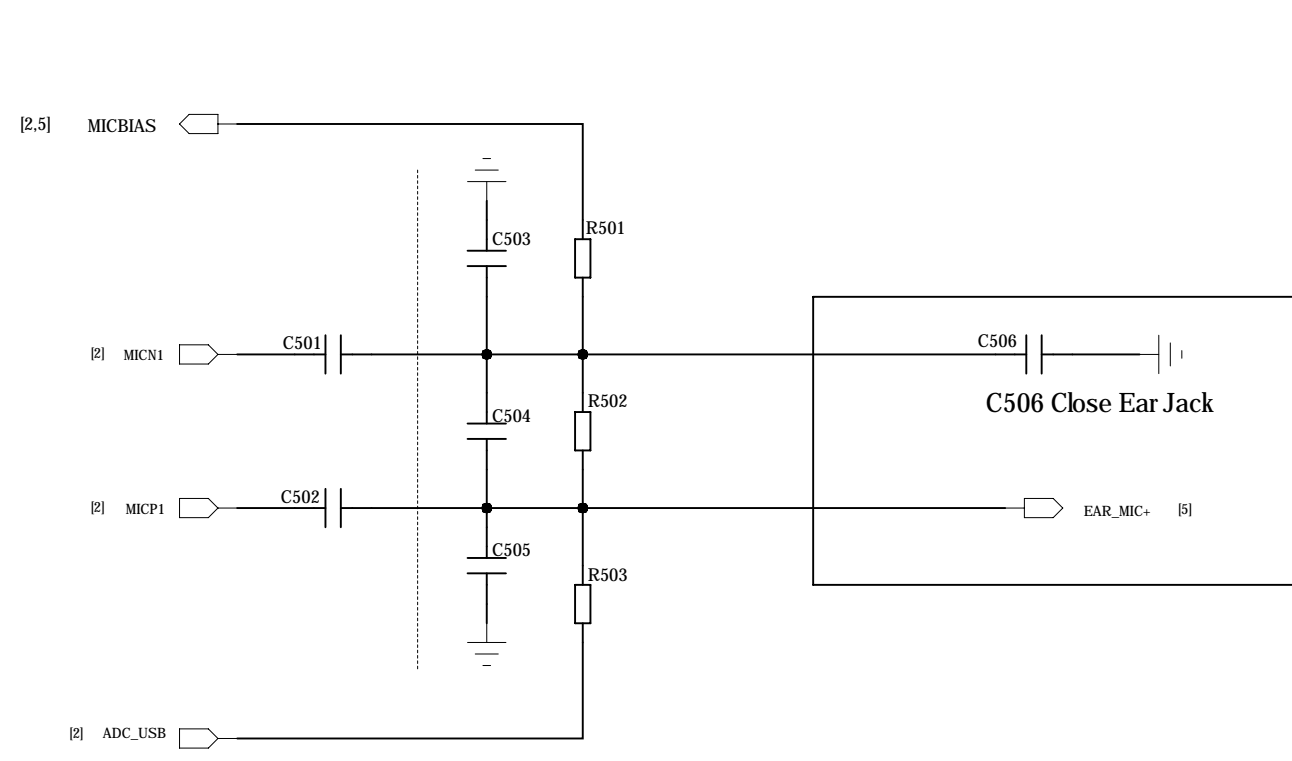 [2,5] MICBIAS
R501
C503
C501
C506
[2] MICN1
C506 Close Ear Jack
R502
C504
C502
[2] MICP1
EAR_MIC+ [5]
C505
R503
[2] ADC_USB